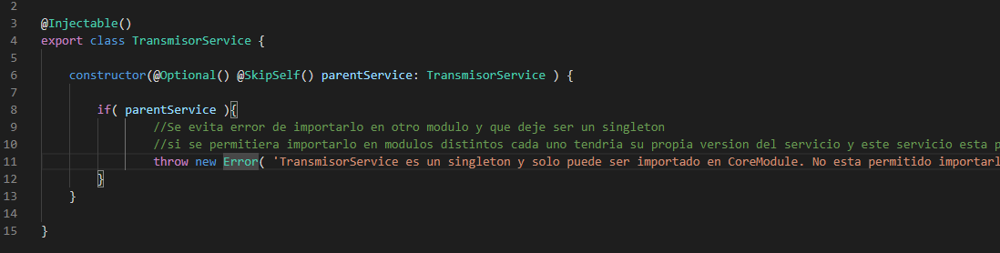 2
3 @Injectable()
4 export class TransmisorService {
5
6 constructor(@Optional() @SkipSelf() parentService: TransmisorService ) {
7
8 if( parentService ){
9 //Se evita error de importarlo en otro modulo y que deje ser un singleton
10 //si se permitiera importarlo en modulos distintos cada uno tendria su propia version del servicio y este servicio esta p
11 throw new Error( 'TransmisorService es un singleton y solo puede ser importado en CoreModule. No esta permitido importarl
12 }
13 }
14
15 }